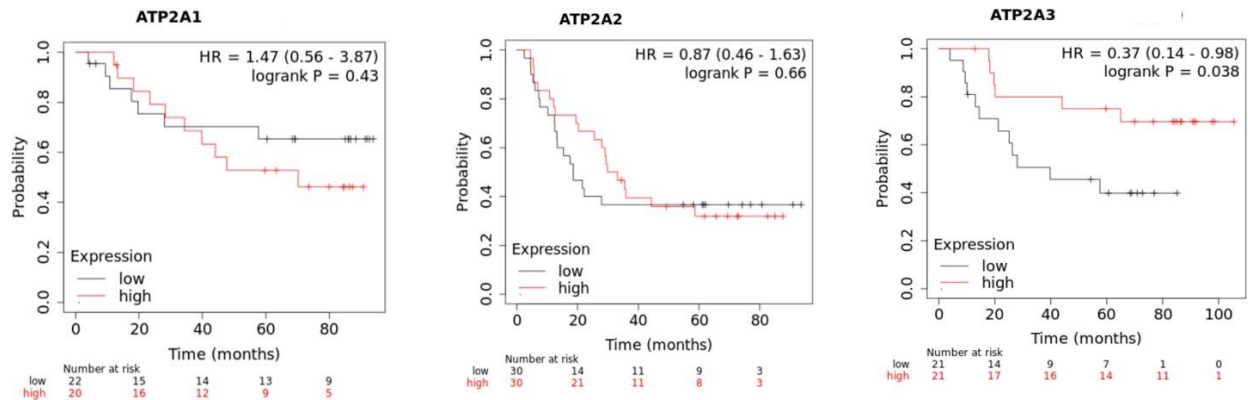 ATP2A1
HR = 1.47 (0.56 - 3.87)
logrank P = 0.43
Probability
1.0
0.8
0.6
0.4
0.2
0.0
Expression
low
high
0 20 40 60 80
Time (months)
Number at risk
low 22 15 14 13 9
high 20 16 12 9 5
ATP2A2
HR = 0.87 (0.46 - 1.63)
logrank P = 0.66
Probability
1.0
0.8
0.6
0.4
0.2
0.0
Expression
low
high
0 20 40 60 80
Time (months)
Number at risk
low 30 14 11 9 3
high 30 21 11 8 3
ATP2A3
HR = 0.37 (0.14 - 0.98)
logrank P = 0.038
Probability
1.0
0.8
0.6
0.4
0.2
0.0
Expression
low
high
0 20 40 60 80 100
Time (months)
Number at risk
low 21 14 9 7 1 0
high 21 17 16 14 11 1